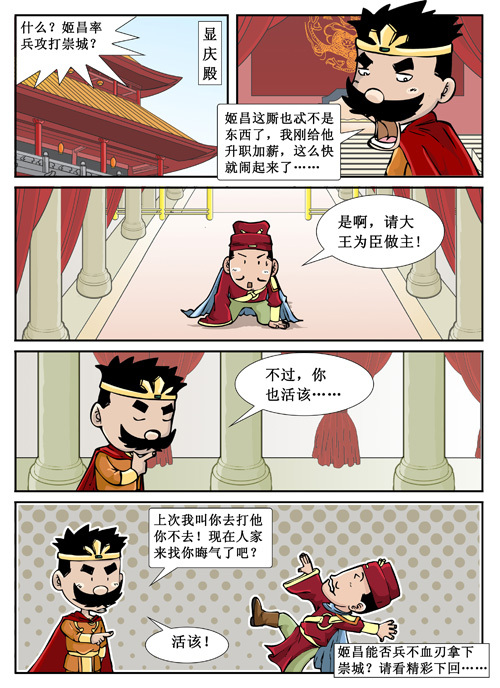 什么？姬昌率
兵攻打崇城？
显庆殿
姬昌这厮也忒不是
东西了，我刚给他
升职加薪，这么快
就闹起来了……
是啊，请大
王为臣做主！
不过，你
也活该……
上次我叫你去打他
你不去！现在人家
来找你晦气了吧？
活该！
姬昌能否兵不血刃拿下
崇城？请看精彩下回……